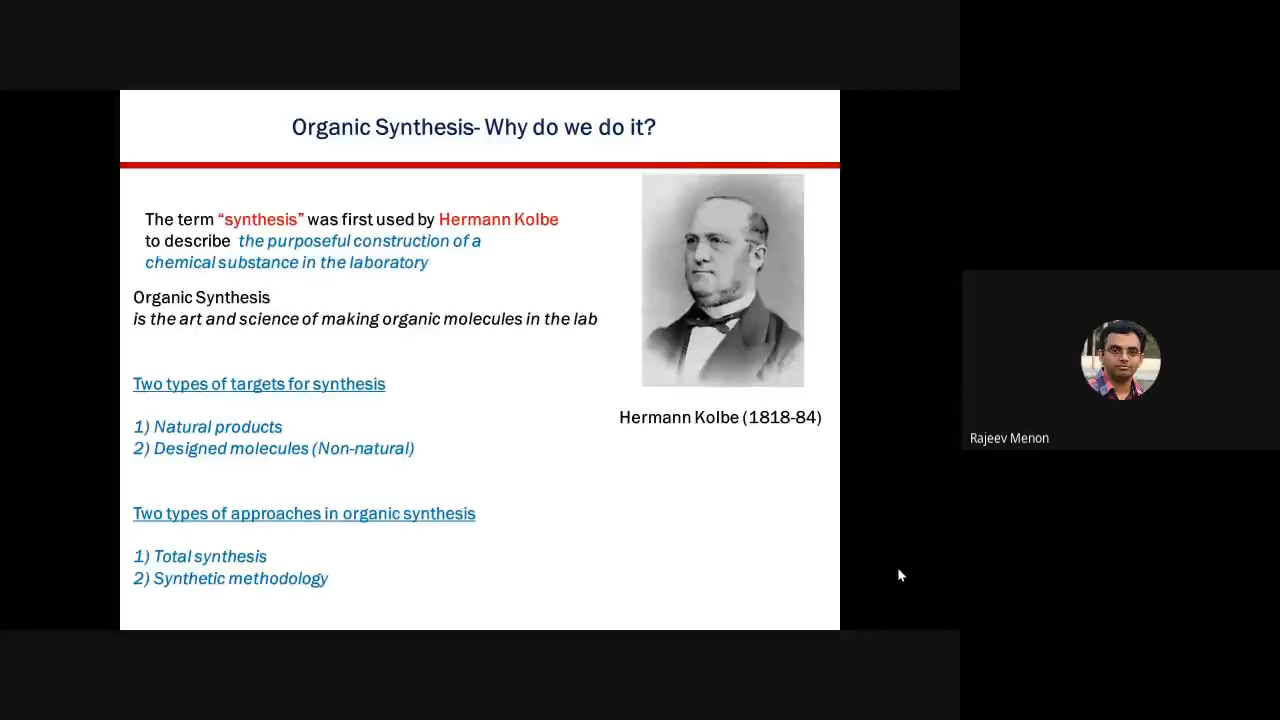 Organic Synthesis- Why do we do it?
The term “synthesis” was first used by Hermann Kolbe
to describe the purposeful construction of a
chemical substance in the laboratory
Organic Synthesis
is the art and science of making organic molecules in the lab
Two types of targets for synthesis
1) Natural products
2) Designed molecules (Non-natural)
Two types of approaches in organic synthesis
1) Total synthesis
2) Synthetic methodology
Hermann Kolbe (1818-84)
Rajeev Menon